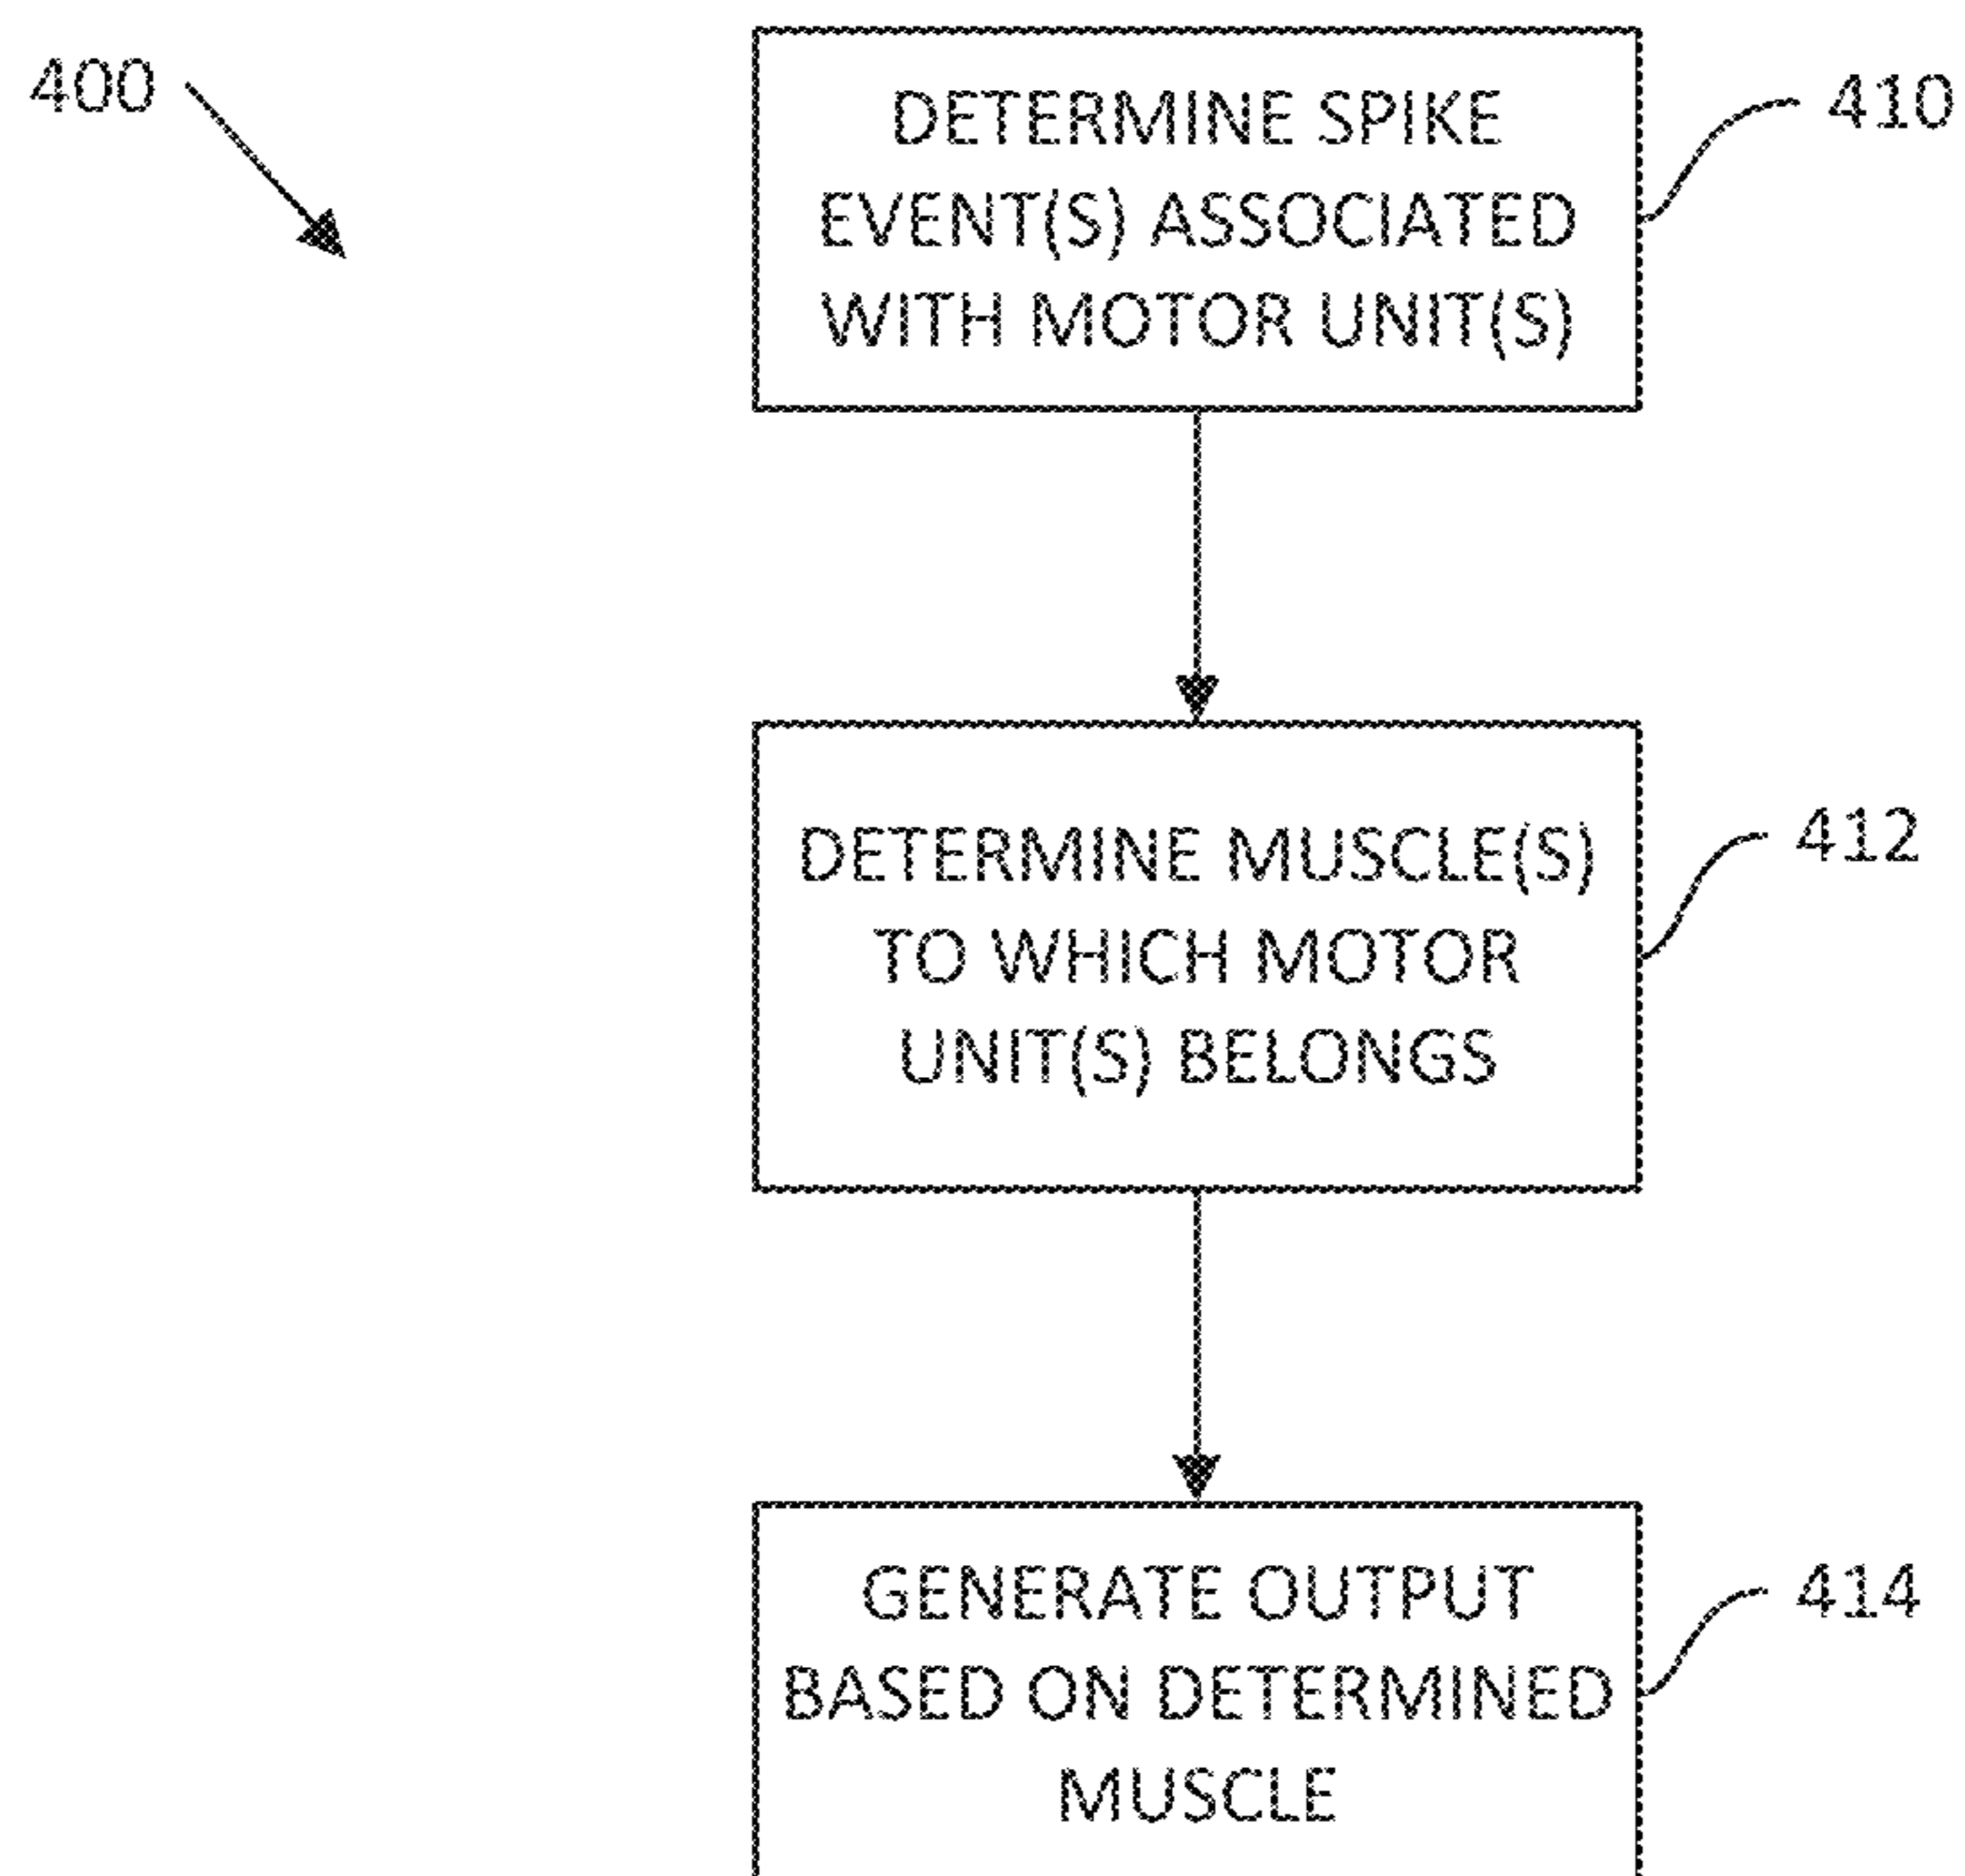 400
DETERMINE SPIKE
EVENT(S) ASSOCIATED
WITH MOTOR UNIT(S)
410
DETERMINE MUSCLE(S)
TO WHICH MOTOR
UNIT(S) BELONGS
412
GENERATE OUTPUT
BASED ON DETERMINED
MUSCLE
414